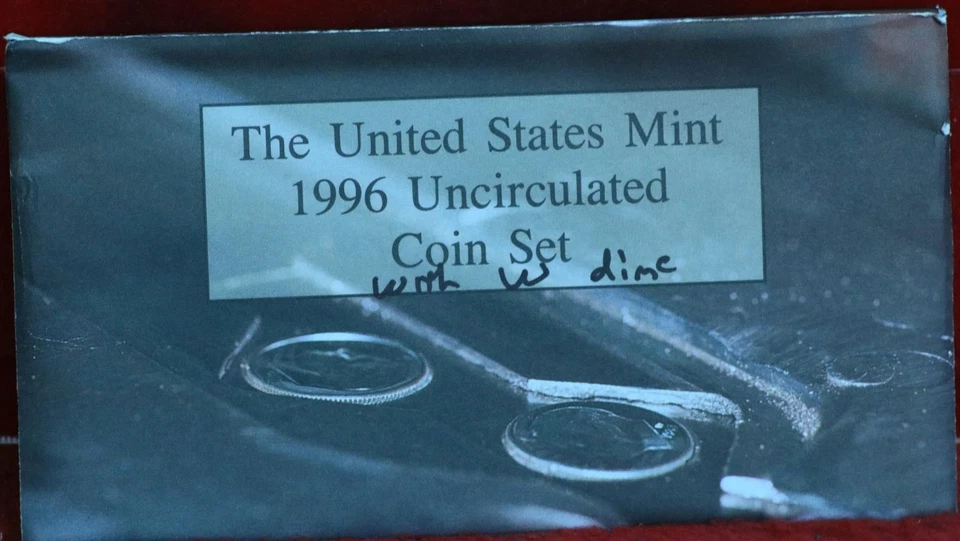 The United States Mint
1996 Uncirculated
Coin Set
with W dime